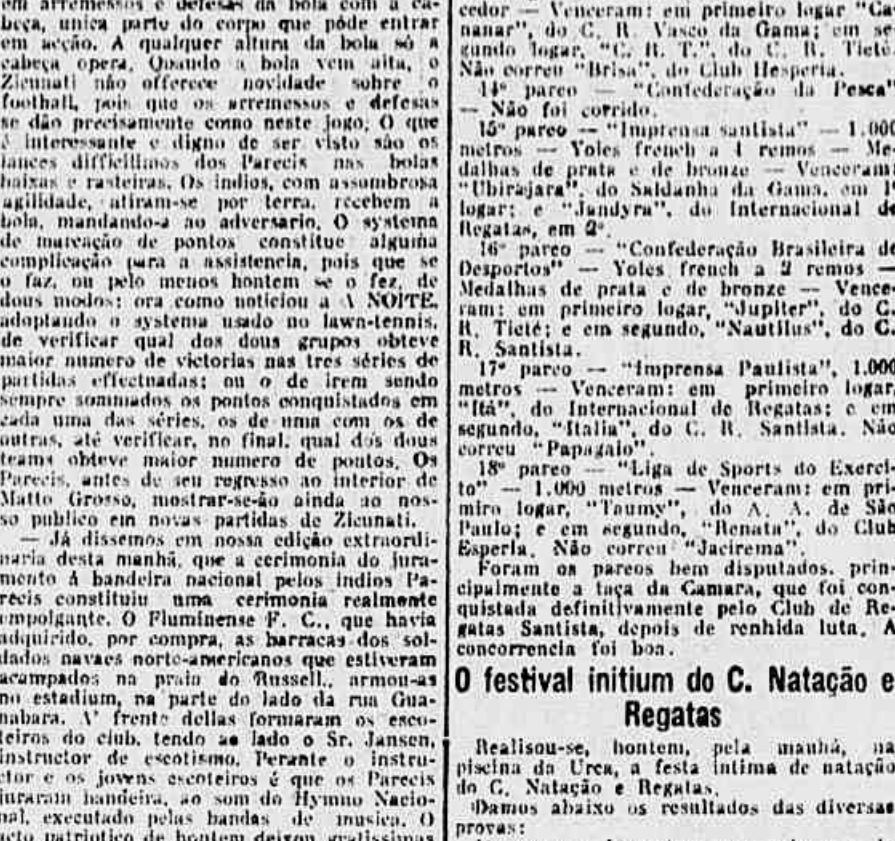 em arremessos e defesas da bola com a ca-
beça, unica parte do corpo que póde entrar
em acção. A qualquer altura da bola só a
cabeça opera. Quando a bola vem alta, o
Zicunati não offerece novidade sobre o
football, pois que os arremessos e defesas
se dão precisamente como neste jogo. O que
é interessante e digno de ser visto são os
lances difficilimos dos Parecis nas bolas
baixas e rasteiras. Os indios, com assombrosa
agilidade, atiram-se por terra, recebem a
bola, mandando-a ao adversario. O systema
de marcação de pontos constitue alguma
complicação para a assistencia, pois que se
o faz, ou pelo menos hontem se o fez, de
dous modos: ora como noticiou a A NOITE,
adoptando o systema usado no lawn-tennis,
de verificar qual dos dous grupos obteve
maior numero de victorias nas tres séries de
partidas effectuadas; ou o de irem sendo
sempre sommados os pontos conquistados em
cada uma das séries, os de uma com os de
outras, até verificar, no final, qual dos dous
teams obteve maior numero de pontos. Os
Parecis, antes de seu regresso ao interior de
Matto Grosso, mostrar-se-ão ainda ao nos-
so publico em novas partidas de Zicunati.
— Já dissemos em nossa edição extraordi-
naria desta manhã, que a cerimonia do jura-
mento á bandeira nacional pelos indios Pa-
recis constituiu uma cerimonia realmente
empolgante. O Fluminense F. C., que havia
adquirido, por compra, as barracas dos sol-
dados navaes norte-americanos que estiveram
acampados na praia do Russell, armou-as
no estadium, na parte do lado da rua Gua-
nabara. A' frente dellas formaram os esco-
teiros do club, tendo ao lado o Sr. Jansen,
instructor de escotismo. Perante o instru-
ctor e os jovens escoteiros é que os Parecis
juraram bandeira, ao som do Hymno Nacio-
nal, executado pelas bandas de musica. O
acto patriotico de hontem deixou gratissimas
cedor — Venceram: em primeiro logar "Ca-
nanar", do C. R. Vasco da Gama; em se-
gundo logar, "C. R. T.", do C. R. Tieté.
Não correu "Brisa", do Club Hesperia.
14º pareo — "Confederação da Pesca"
— Não foi corrido.
15º pareo — "Imprensa santista" — 1.000
metros — Yoles french a 4 remos — Me-
dalhas de prata e de bronze — Venceram:
"Ubirajara", do Saldanha da Gama, em 1º
logar; e "Jandyra", do Internacional de
Regatas, em 2º.
16º pareo — "Confederação Brasileira de
Desportos" — Yoles french a 2 remos —
Medalhas de prata e de bronze — Vence-
ram: em primeiro logar, "Jupiter", do C.
R. Tieté; e em segundo, "Nautilus", do C.
R. Santista.
17º pareo — "Imprensa Paulista", 1.000
metros — Venceram: em primeiro logar,
"Itá", do Internacional de Regatas; e em
segundo, "Italia", do C. R. Santista. Não
correu "Papagaio".
18º pareo — "Liga de Sports do Exerci-
to" — 1.000 metros — Venceram: em pri-
miro logar, "Taumy", do A. A. de São
Paulo; e em segundo, "Renata", do Club
Esperia. Não correu "Jacirema".
Foram os pareos bem disputados, prin-
cipalmente a taça da Camara, que foi con-
quistada definitivamente pelo Club de Re-
gatas Santista, depois de renhida luta. A
concorrencia foi boa.
O festival initium do C. Natação e
Regatas
Realisou-se, hontem, pela manhã, na
piscina da Urca, a festa intima de natação
do C. Natação e Regatas.
Damos abaixo os resultados das diversas
provas: